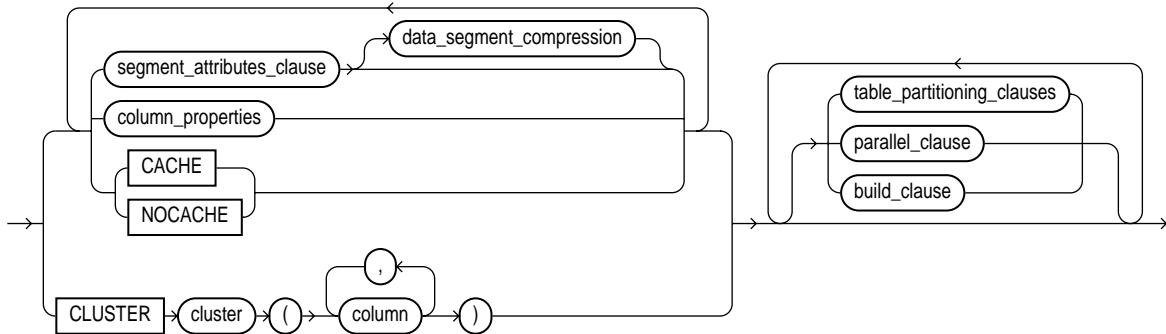 data_segment_compression
segment_attributes_clause
column_properties
CACHE
NOCACHE
table_partitioning_clauses
parallel_clause
build_clause
,
CLUSTER cluster ( column )